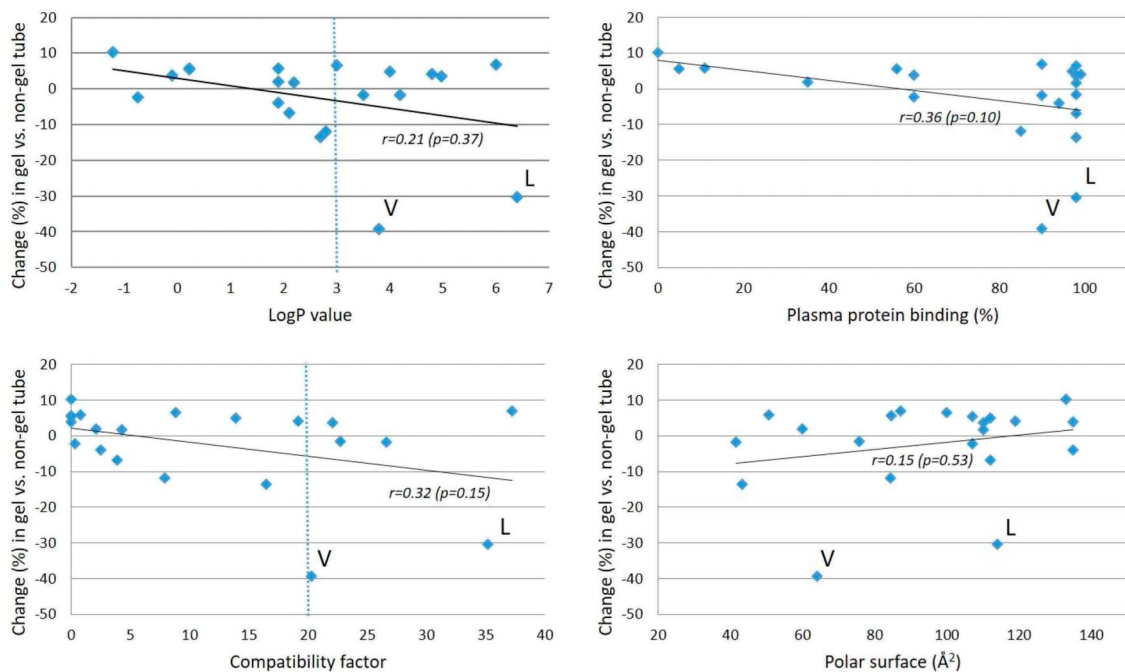 20
10
0
-10
-20
-30
-40
-50
-2 -1 0 1 2 3 4 5 6 7
Change (%) in gel vs. non-gel tube
LogP value
r=0.21 (p=0.37)
V
L
20
10
0
-10
-20
-30
-40
-50
0 20 40 60 80 100
Change (%) in gel vs. non-gel tube
Plasma protein binding (%)
r=0.36 (p=0.10)
L
V
20
10
0
-10
-20
-30
-40
-50
0 5 10 15 20 25 30 35 40
Change (%) in gel vs. non-gel tube
Compatibility factor
r=0.32 (p=0.15)
L
V
20
10
0
-10
-20
-30
-40
-50
20 40 60 80 100 120 140
Change (%) in gel vs. non-gel tube
Polar surface (Å²)
r=0.15 (p=0.53)
L
V